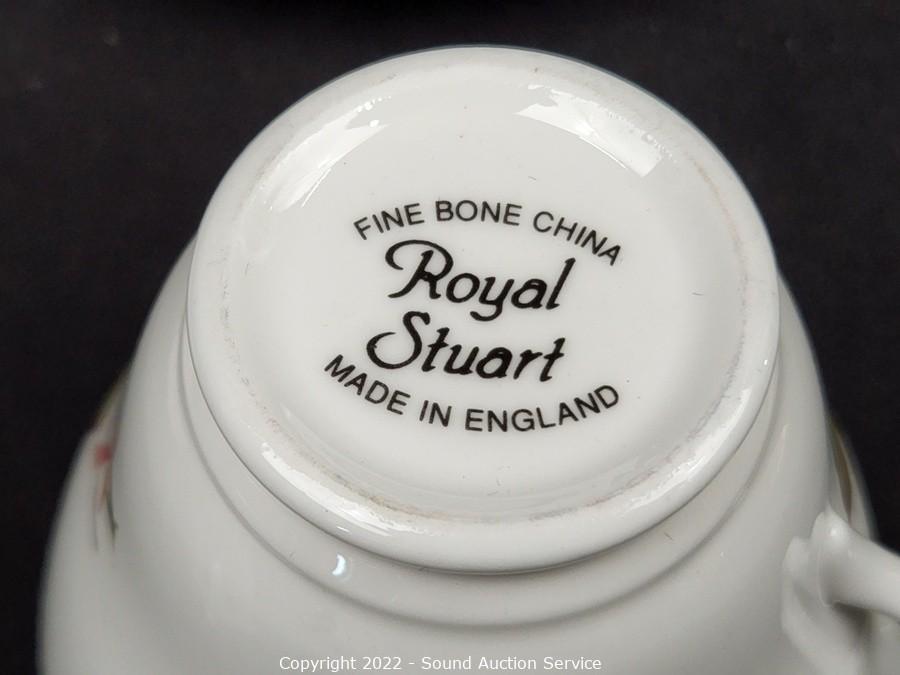 FINE BONE CHINA
Royal
Stuart
MADE IN ENGLAND
Copyright 2022 - Sound Auction Service